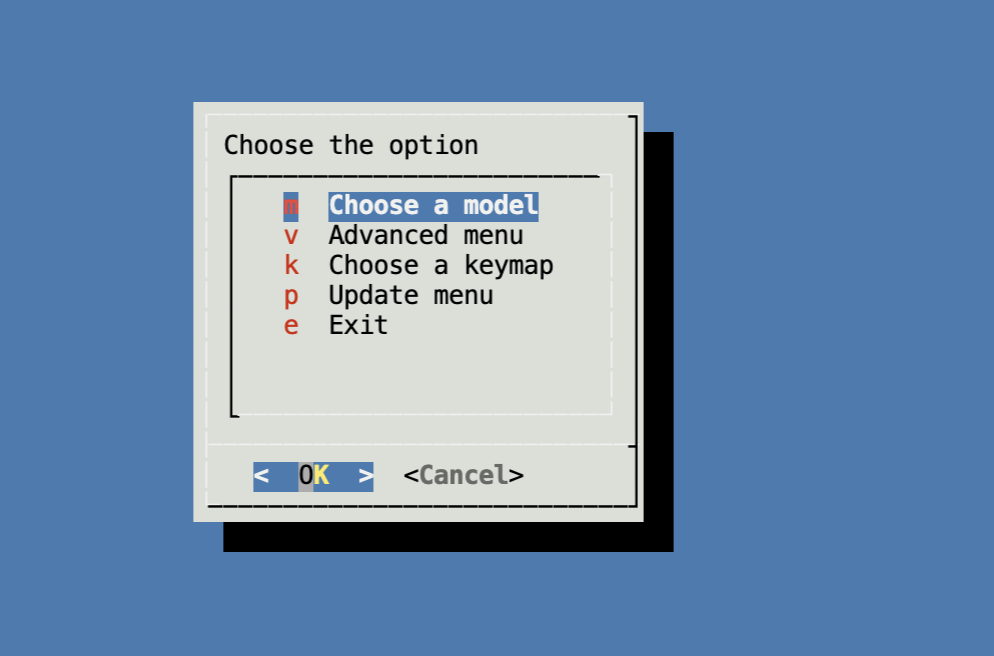 Choose the option
m Choose a model
v Advanced menu
k Choose a keymap
p Update menu
e Exit
< OK > <Cancel>